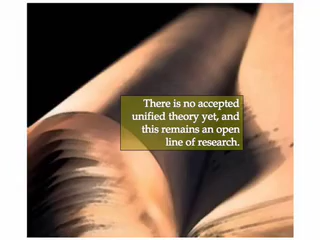 There is no accepted
unified theory yet, and
this remains an open
line of research.